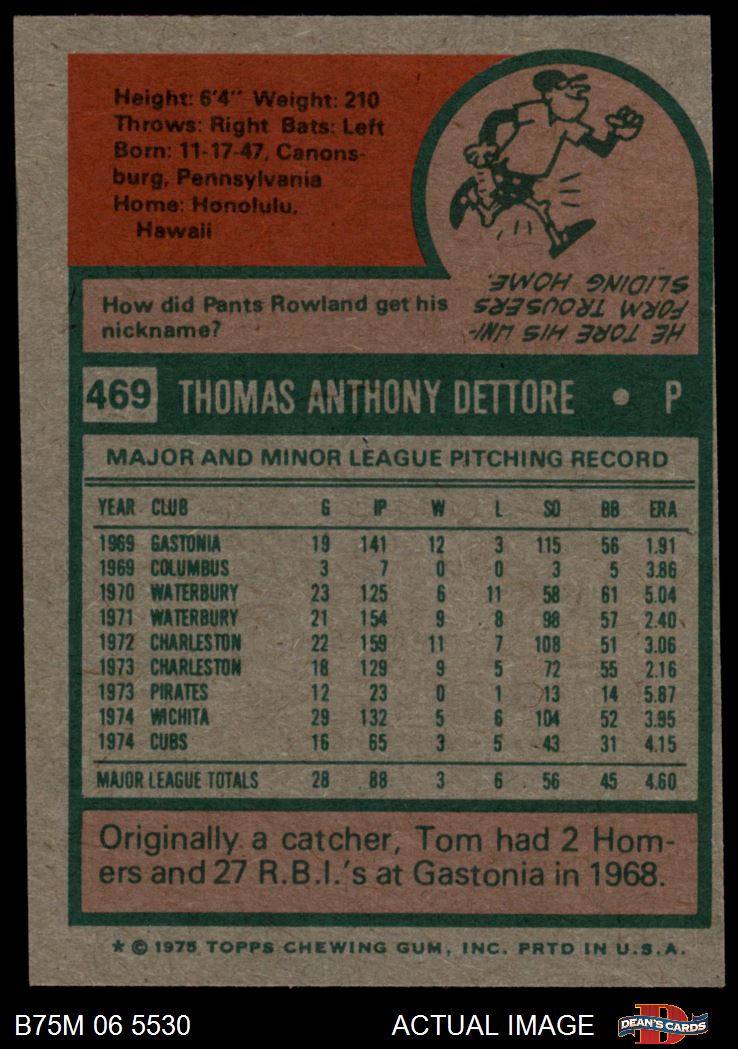 Height: 6'4" Weight: 210
Throws: Right Bats: Left
Born: 11-17-47, Canons-
burg, Pennsylvania
Home: Honolulu,
Hawaii
How did Pants Rowland get his
nickname?
HE TORE HIS UNI-
FORM TROUSERS
SLIDING HOME.
469 THOMAS ANTHONY DETTORE • P
MAJOR AND MINOR LEAGUE PITCHING RECORD
YEAR CLUB G IP W L SO BB ERA
1969 GASTONIA 19 141 12 3 115 56 1.91
1969 COLUMBUS 3 7 0 0 3 5 3.86
1970 WATERBURY 23 125 6 11 58 61 5.04
1971 WATERBURY 21 154 9 8 98 57 2.40
1972 CHARLESTON 22 159 11 7 108 51 3.06
1973 CHARLESTON 18 129 9 5 72 55 2.16
1973 PIRATES 12 23 0 1 13 14 5.87
1974 WICHITA 29 132 5 6 104 52 3.95
1974 CUBS 16 65 3 5 43 31 4.15
MAJOR LEAGUE TOTALS 28 88 3 6 56 45 4.60
Originally a catcher, Tom had 2 Hom-
ers and 27 R.B.I.'s at Gastonia in 1968.
* © 1975 TOPPS CHEWING GUM, INC. PRTD IN U.S.A.
B75M 06 5530 ACTUAL IMAGE D DEAN'S CARDS